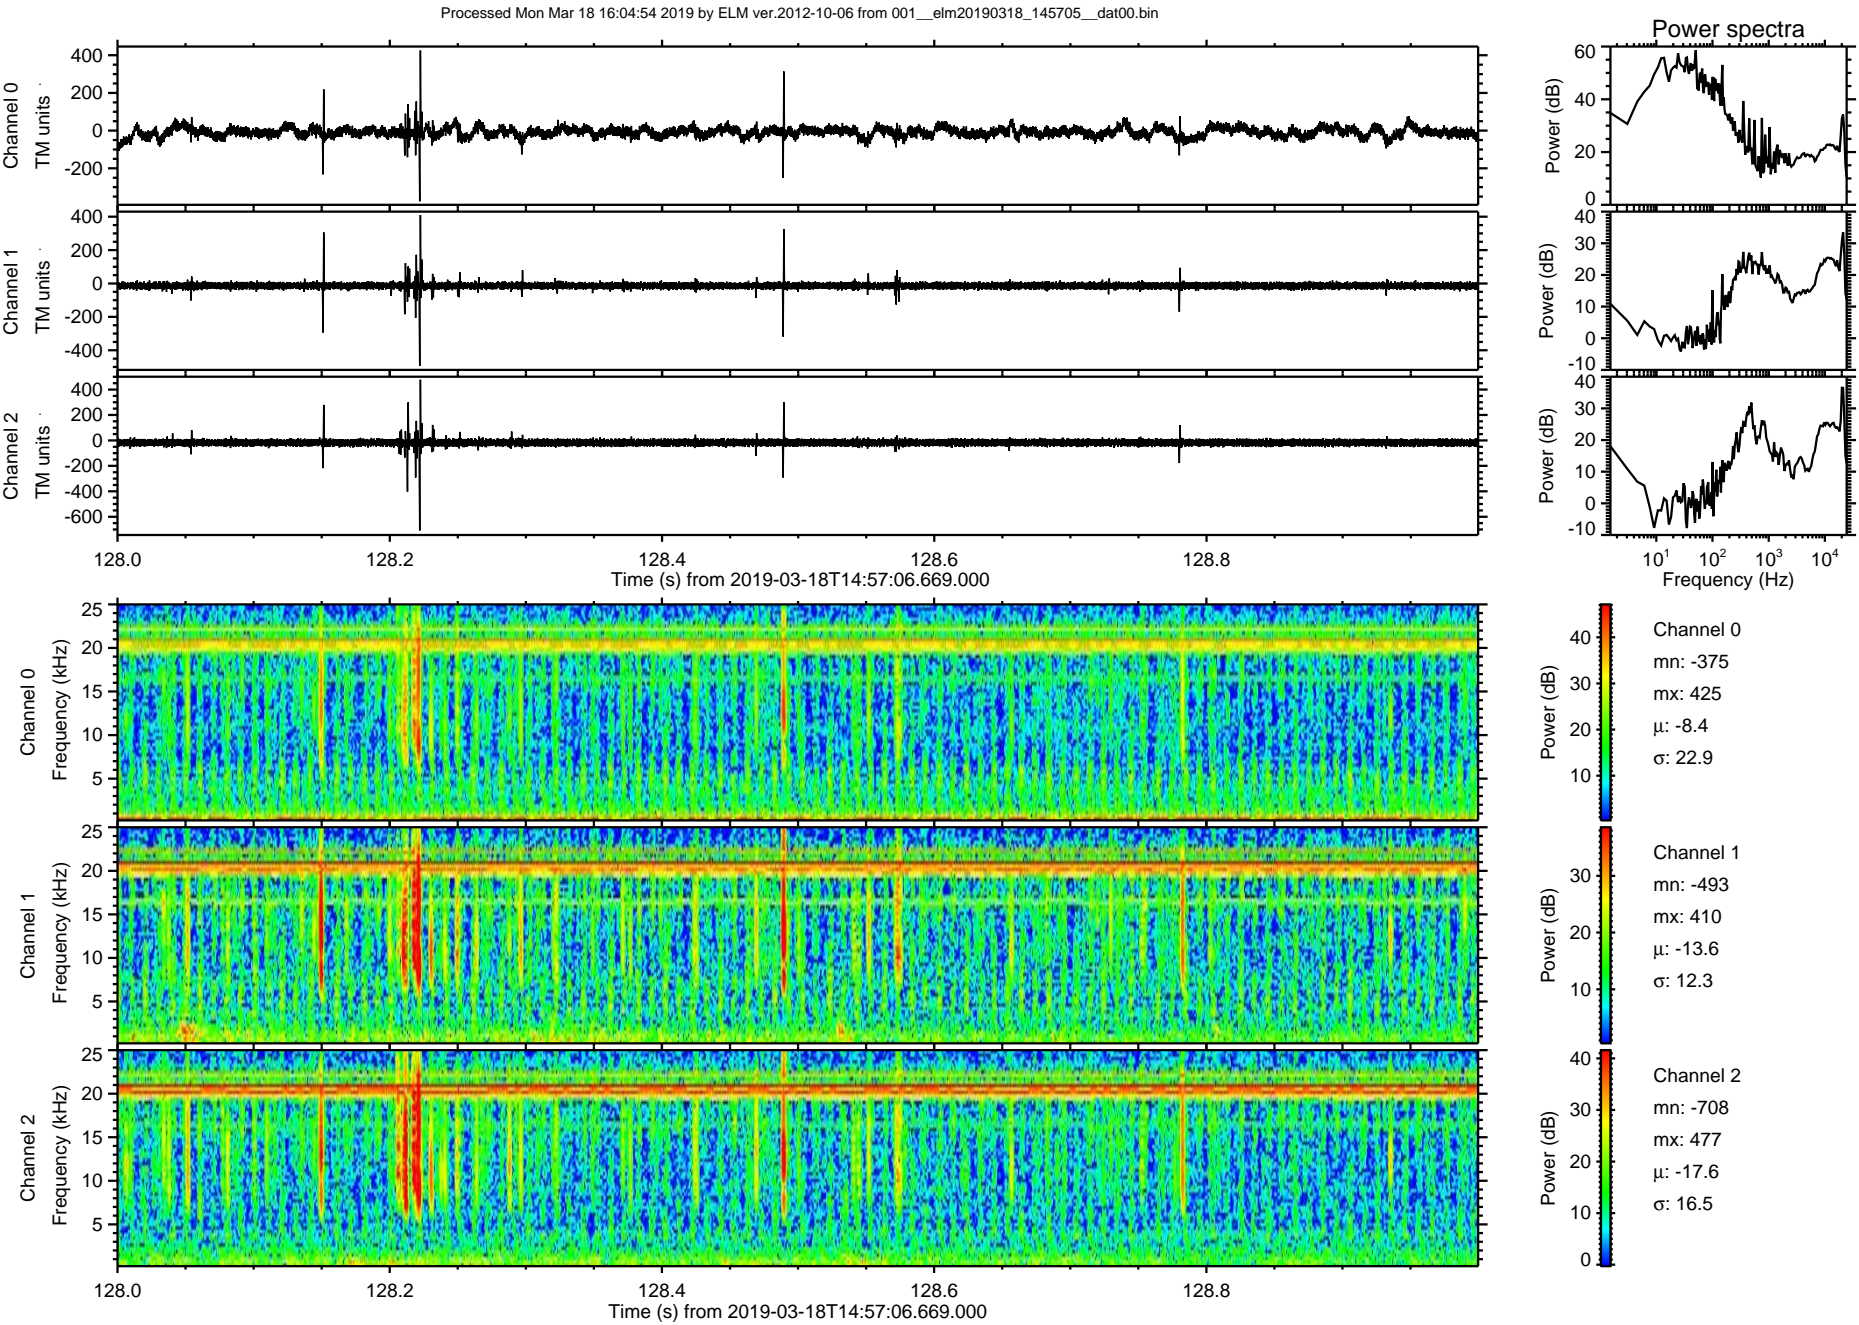 Processed Mon Mar 18 16:04:54 2019 by ELM ver.2012-10-06 from 001__elm20190318_145705__dat00.bin
Power spectra
Channel 0
TM units
400
200
0
-200
Power (dB)
60
40
20
0
Channel 1
TM units
400
200
0
-200
-400
Power (dB)
40
30
20
10
0
-10
Channel 2
TM units
400
200
0
-200
-400
-600
Power (dB)
40
30
20
10
0
-10
128.0 128.2 128.4 128.6 128.8
Time (s) from 2019-03-18T14:57:06.669.000
10^1 10^2 10^3 10^4
Frequency (Hz)
Channel 0
Frequency (kHz)
25
20
15
10
5
Power (dB)
40
30
20
10
Channel 0
mn: -375
mx: 425
μ: -8.4
σ: 22.9
Channel 1
Frequency (kHz)
25
20
15
10
5
Power (dB)
30
20
10
Channel 1
mn: -493
mx: 410
μ: -13.6
σ: 12.3
Channel 2
Frequency (kHz)
25
20
15
10
5
Power (dB)
40
30
20
10
0
Channel 2
mn: -708
mx: 477
μ: -17.6
σ: 16.5
128.0 128.2 128.4 128.6 128.8
Time (s) from 2019-03-18T14:57:06.669.000